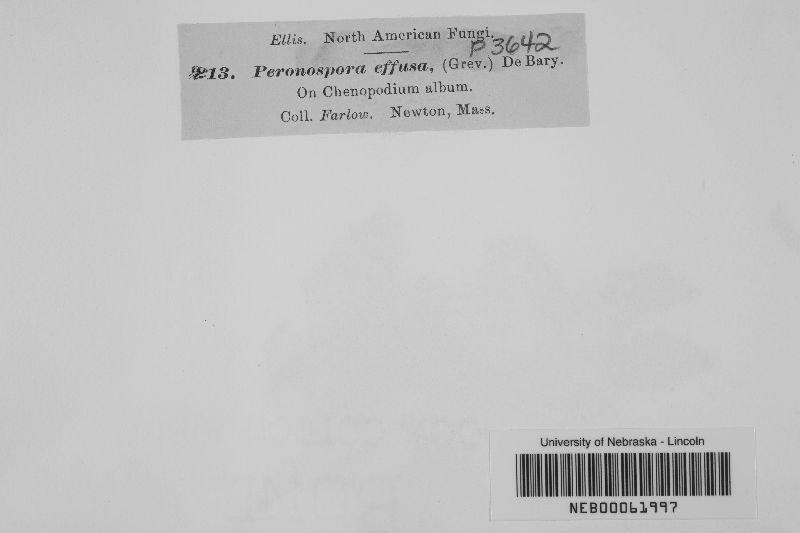 Ellis. North American Fungi.
P 3642
213. Peronospora effusa, (Grev.) De Bary.
On Chenopodium album.
Coll. Farlow. Newton, Mass.
University of Nebraska - Lincoln
NEB00061997